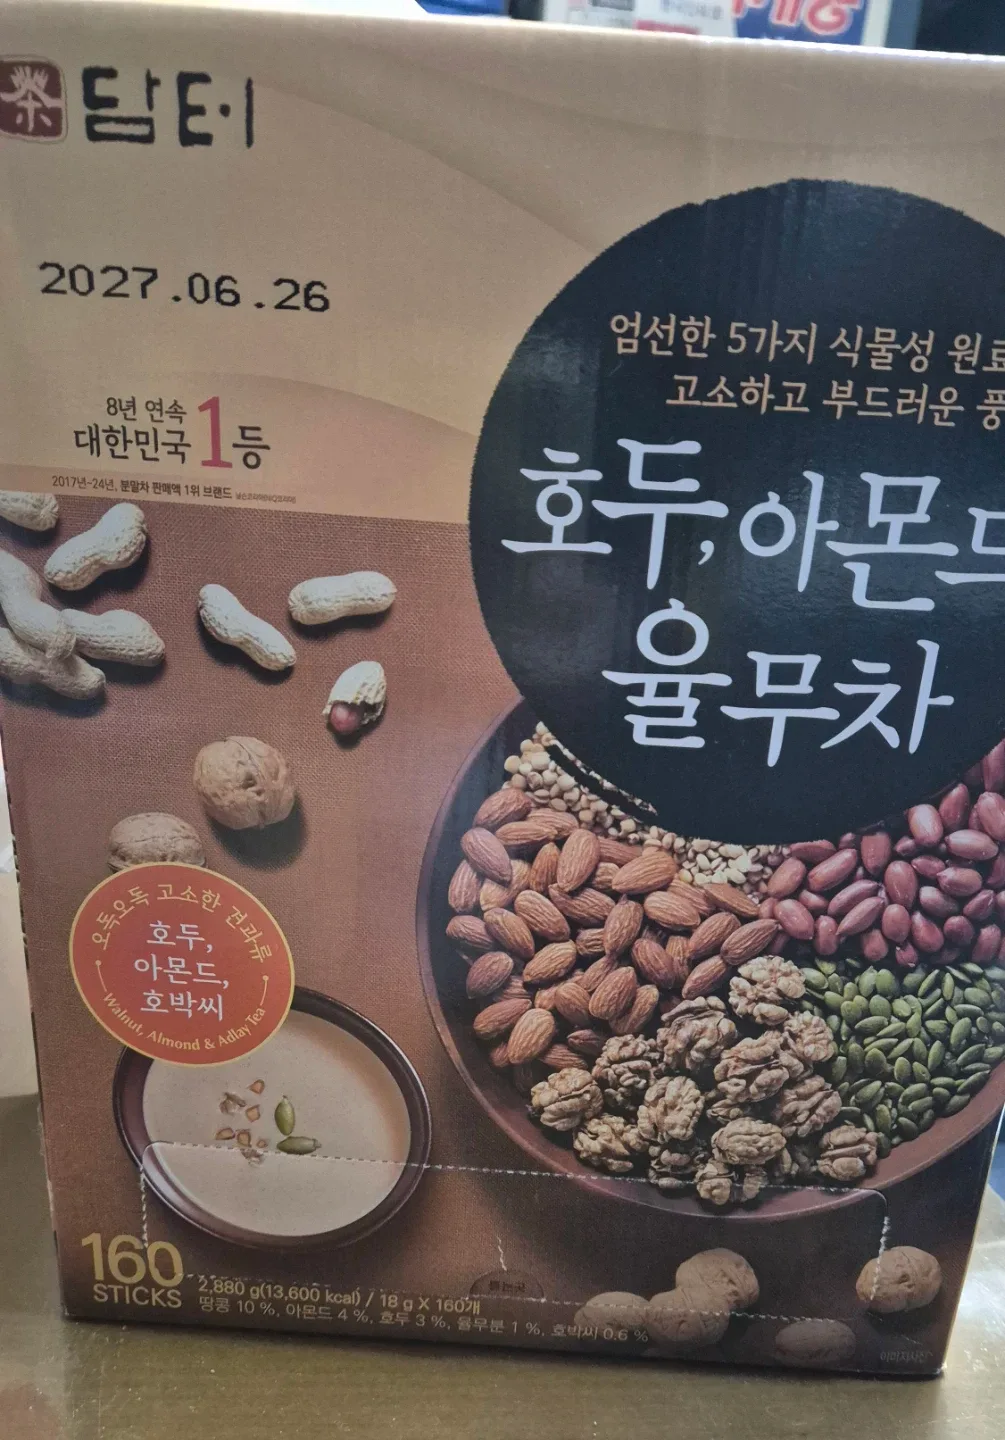 茶 담터
2027.06.26
8년 연속
대한민국 1등
2017년~24년, 분말차 판매액 1위 브랜드
엄선한 5가지 식물성 원료
고소하고 부드러운 풍
호두, 아몬드
율무차
오독오독 고소한 견과류
호두,
아몬드,
호박씨
Walnut, Almond & Adlay Tea
160
STICKS
2,880 g(13,600 kcal) / 18 g X 160개
땅콩 10 %, 아몬드 4 %, 호두 3 %, 율무분 1 %, 호박씨 0.6 %